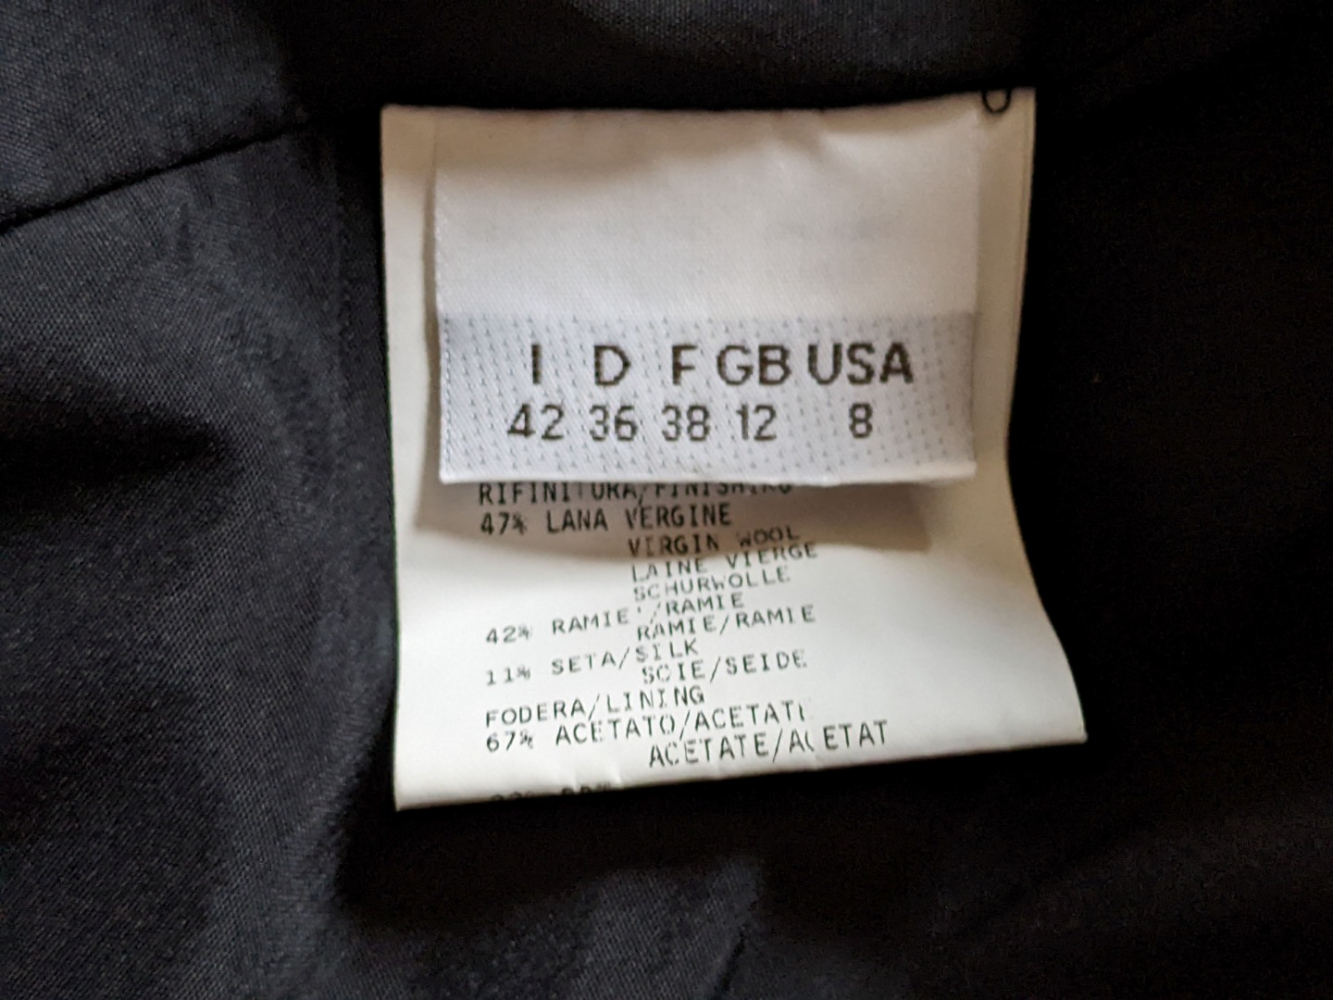 I D F GB USA
42 36 38 12 8
RIFINITURA/FINISHING
47% LANA VERGINE
VIRGIN WOOL
LAINE VIERGE
SCHURWOLLE
42% RAMIE'/RAMIE
RAMIE/RAMIE
11% SETA/SILK
SOIE/SEIDE
FODERA/LINING
67% ACETATO/ACETATE
ACETATE/ACETAT